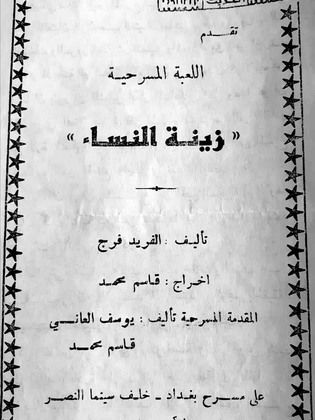 تقدم
اللعبة المسرحية
« زينة النساء »
تأليف : الفريد فرج
اخراج : قاسم محمد
المقدمة المسرحية تأليف : يوسف العاني
قاسم محمد
على مسرح بغداد - خلف سينما النصر